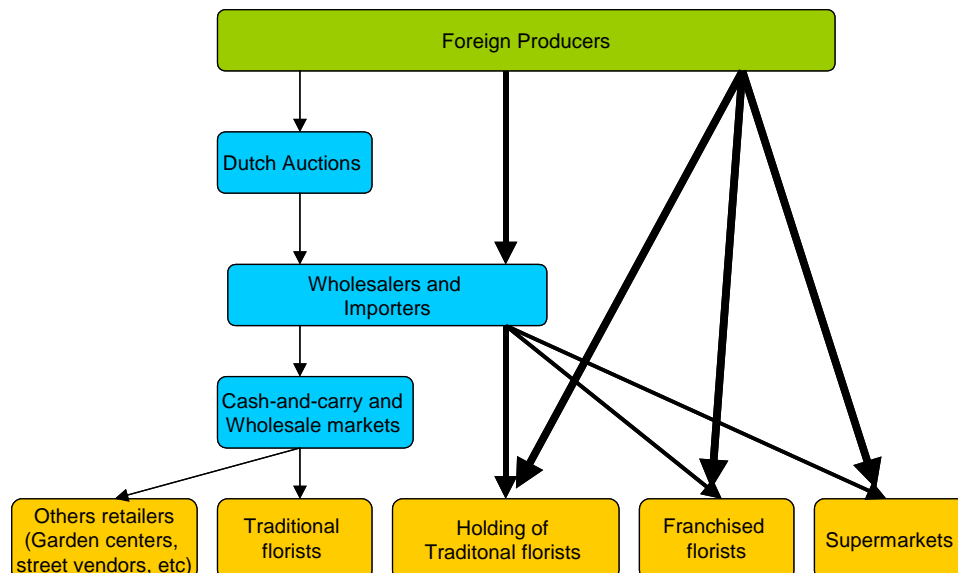 Foreign Producers
Dutch Auctions
Wholesalers and
Importers
Cash-and-carry and
Wholesale markets
Others retailers
(Garden centers,
street vendors, etc)
Traditional
florists
Holding of
Traditonal florists
Franchised
florists
Supermarkets